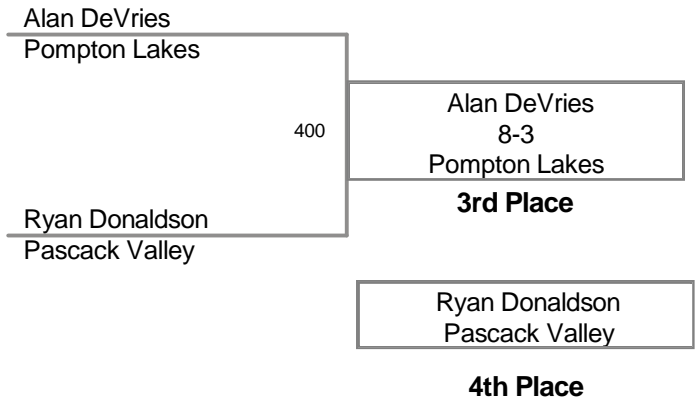 Alan DeVries
Pompton Lakes
400
Alan DeVries
8-3
Pompton Lakes
3rd Place
Ryan Donaldson
Pascack Valley
Ryan Donaldson
Pascack Valley
4th Place